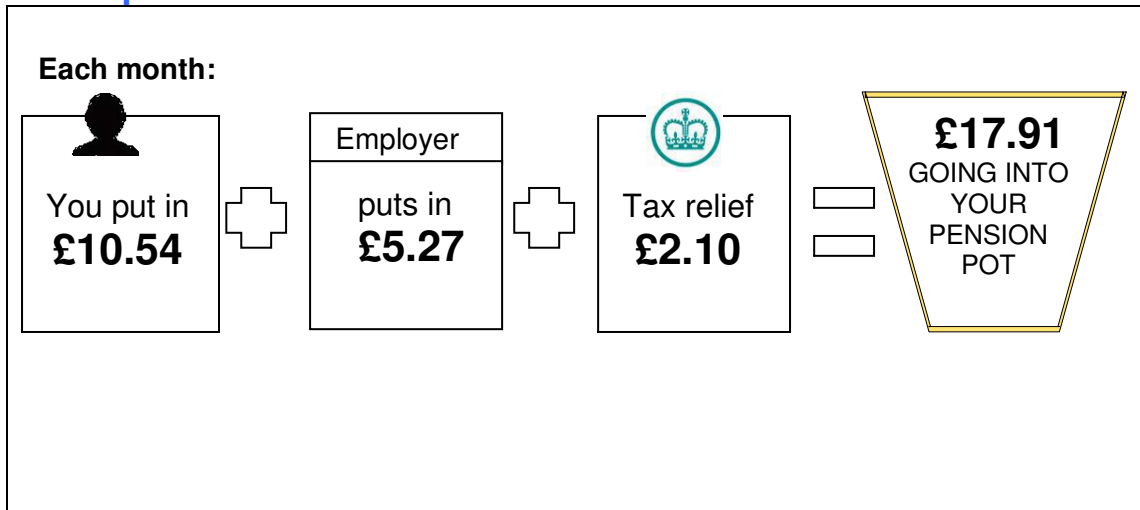 Each month:
You put in
£10.54
Employer
puts in
£5.27
Tax relief
£2.10
£17.91
GOING INTO
YOUR
PENSION
POT